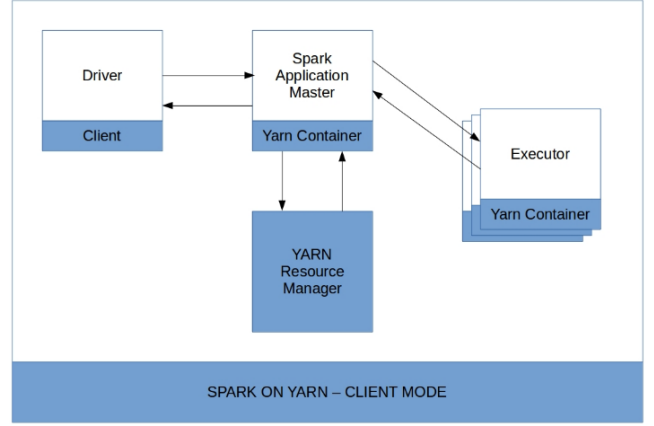 Driver
Client
Spark
Application
Master
Yarn Container
Executor
Yarn Container
YARN
Resource
Manager
SPARK ON YARN – CLIENT MODE